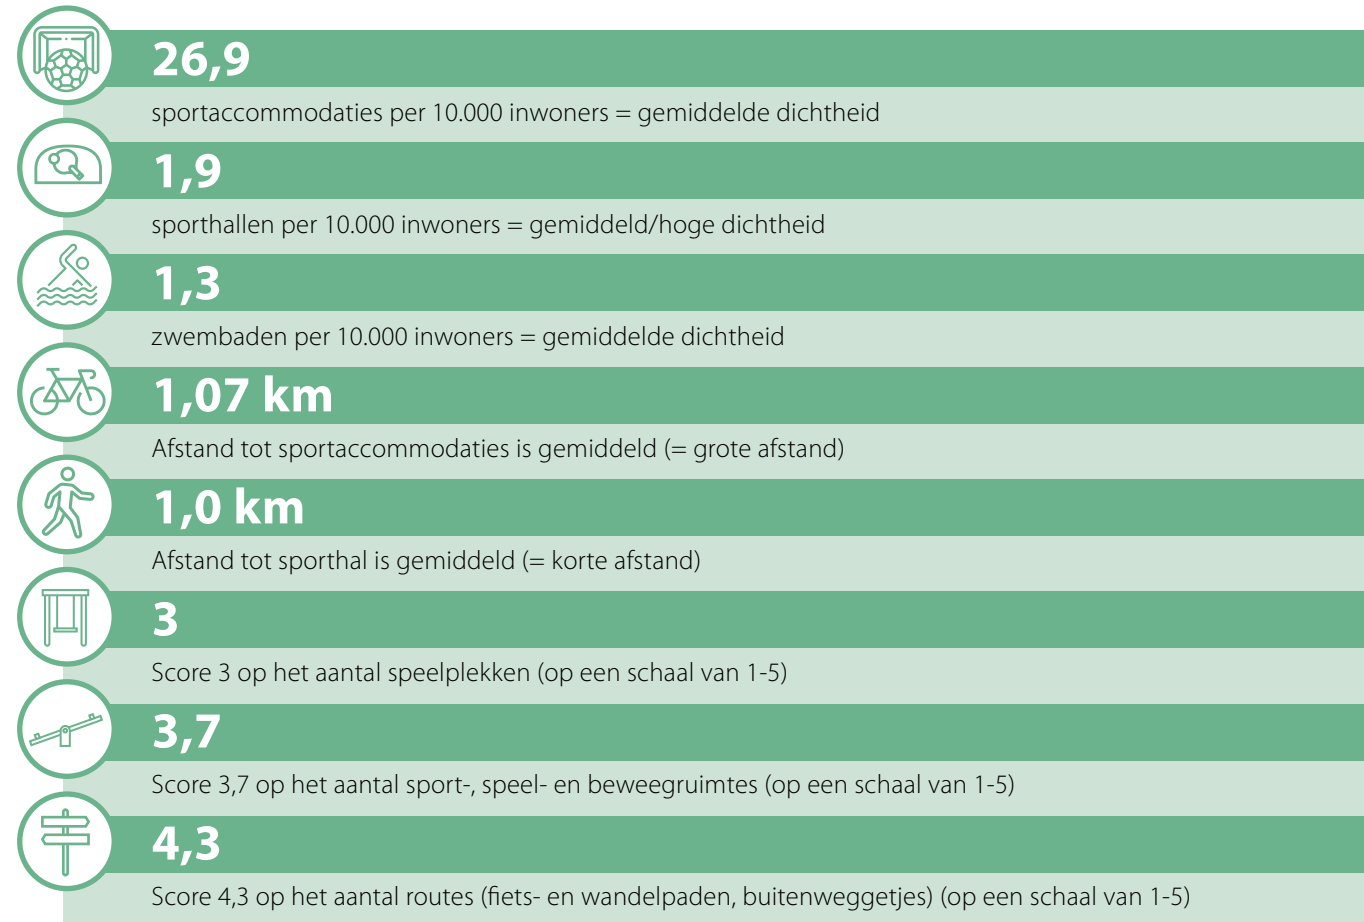 26,9
sportaccommodaties per 10.000 inwoners = gemiddelde dichtheid
1,9
sporthallen per 10.000 inwoners = gemiddeld/hoge dichtheid
1,3
zwembaden per 10.000 inwoners = gemiddelde dichtheid
1,07 km
Afstand tot sportaccommodaties is gemiddeld (= grote afstand)
1,0 km
Afstand tot sporthal is gemiddeld (= korte afstand)
3
Score 3 op het aantal speelplekken (op een schaal van 1-5)
3,7
Score 3,7 op het aantal sport-, speel- en beweegruimtes (op een schaal van 1-5)
4,3
Score 4,3 op het aantal routes (fiets- en wandelpaden, buitenweggetjes) (op een schaal van 1-5)